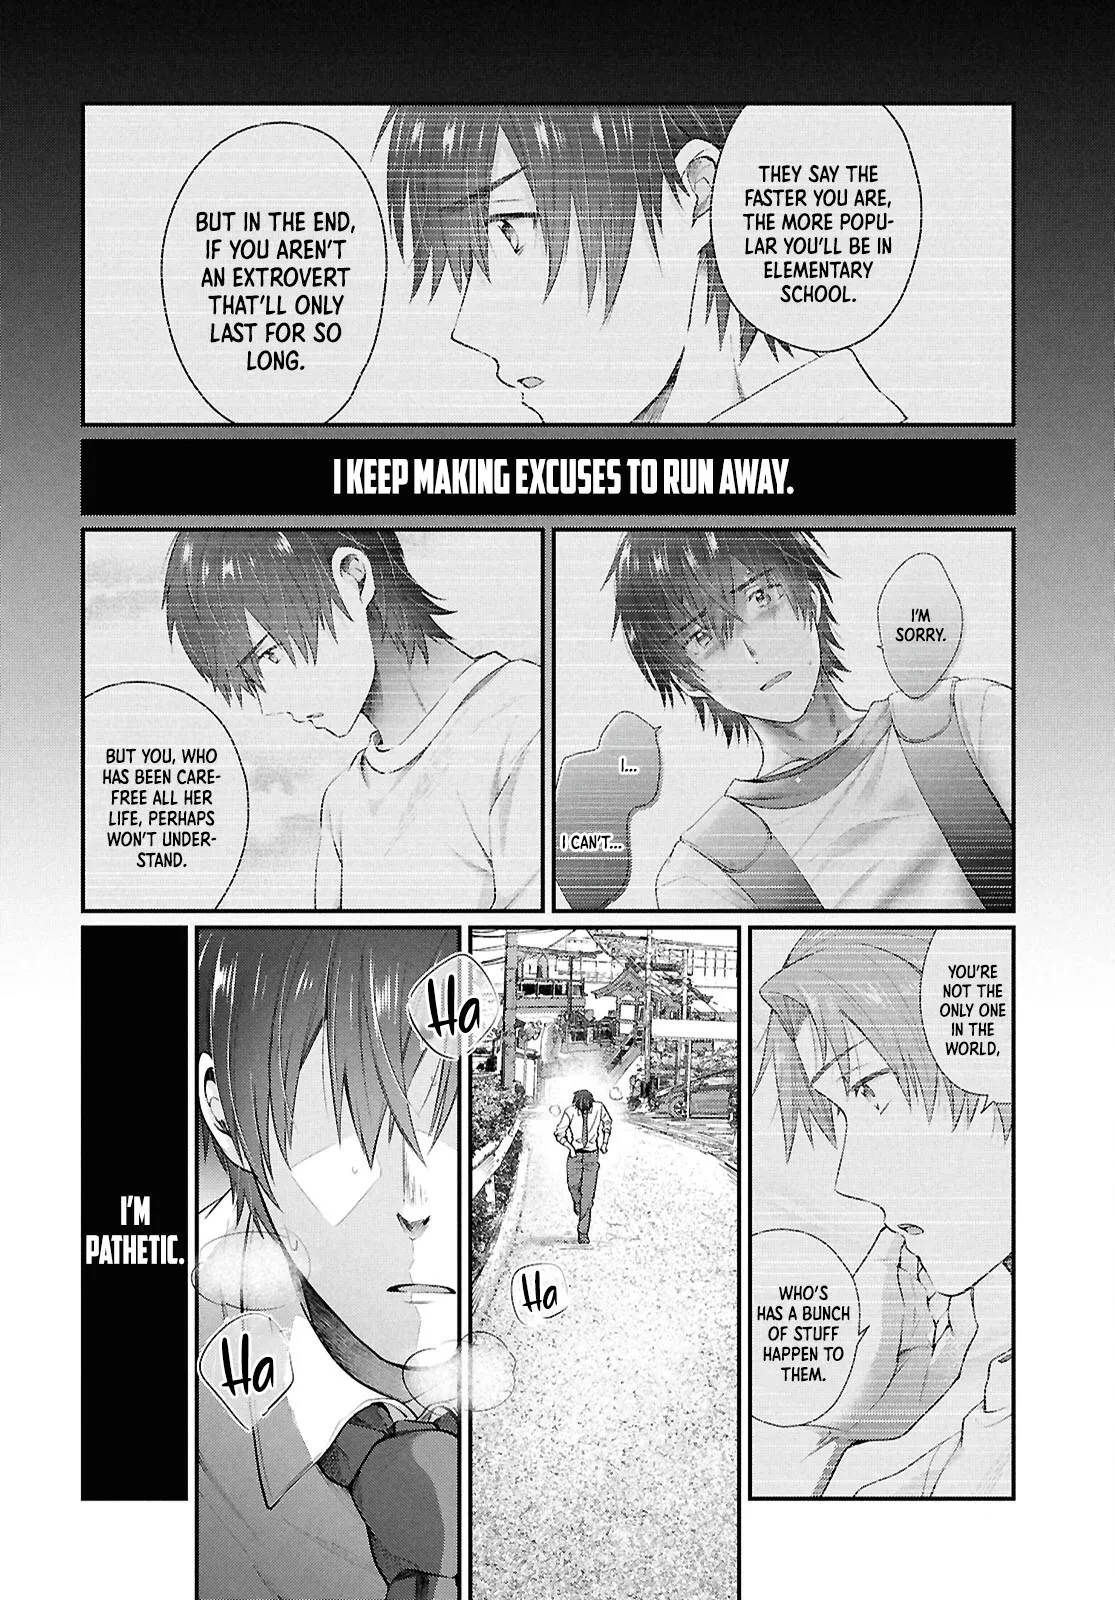 THEY SAY THE
FASTER YOU ARE,
THE MORE POPU-
LAR YOU'LL BE IN
ELEMENTARY
SCHOOL.
BUT IN THE END,
IF YOU AREN'T
AN EXTROVERT
THAT'LL ONLY
LAST FOR SO
LONG.
I KEEP MAKING EXCUSES TO RUN AWAY.
I'M
SORRY.
I...
I CAN'T...
BUT YOU, WHO
HAS BEEN CARE-
FREE ALL HER
LIFE, PERHAPS
WON'T UNDER-
STAND.
YOU'RE
NOT THE
ONLY ONE
IN THE
WORLD,
WHO'S
HAS A BUNCH
OF STUFF
HAPPEN TO
THEM.
Ha
Ha
Ha
I'M
PATHETIC.